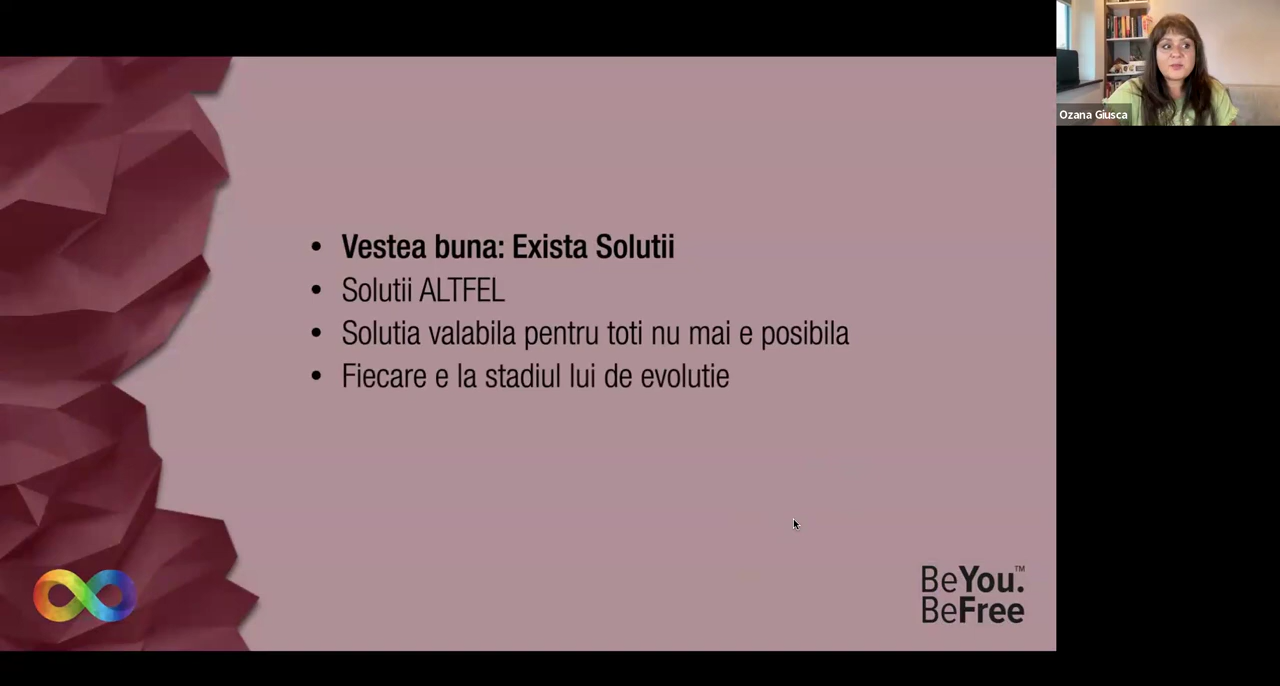 Ozana Giusca
Vestea buna: Exista Solutii
Solutii ALTFEL
Solutia valabila pentru toti nu mai e posibila
Fiecare e la stadiul lui de evolutie
BeYou.™
BeFree